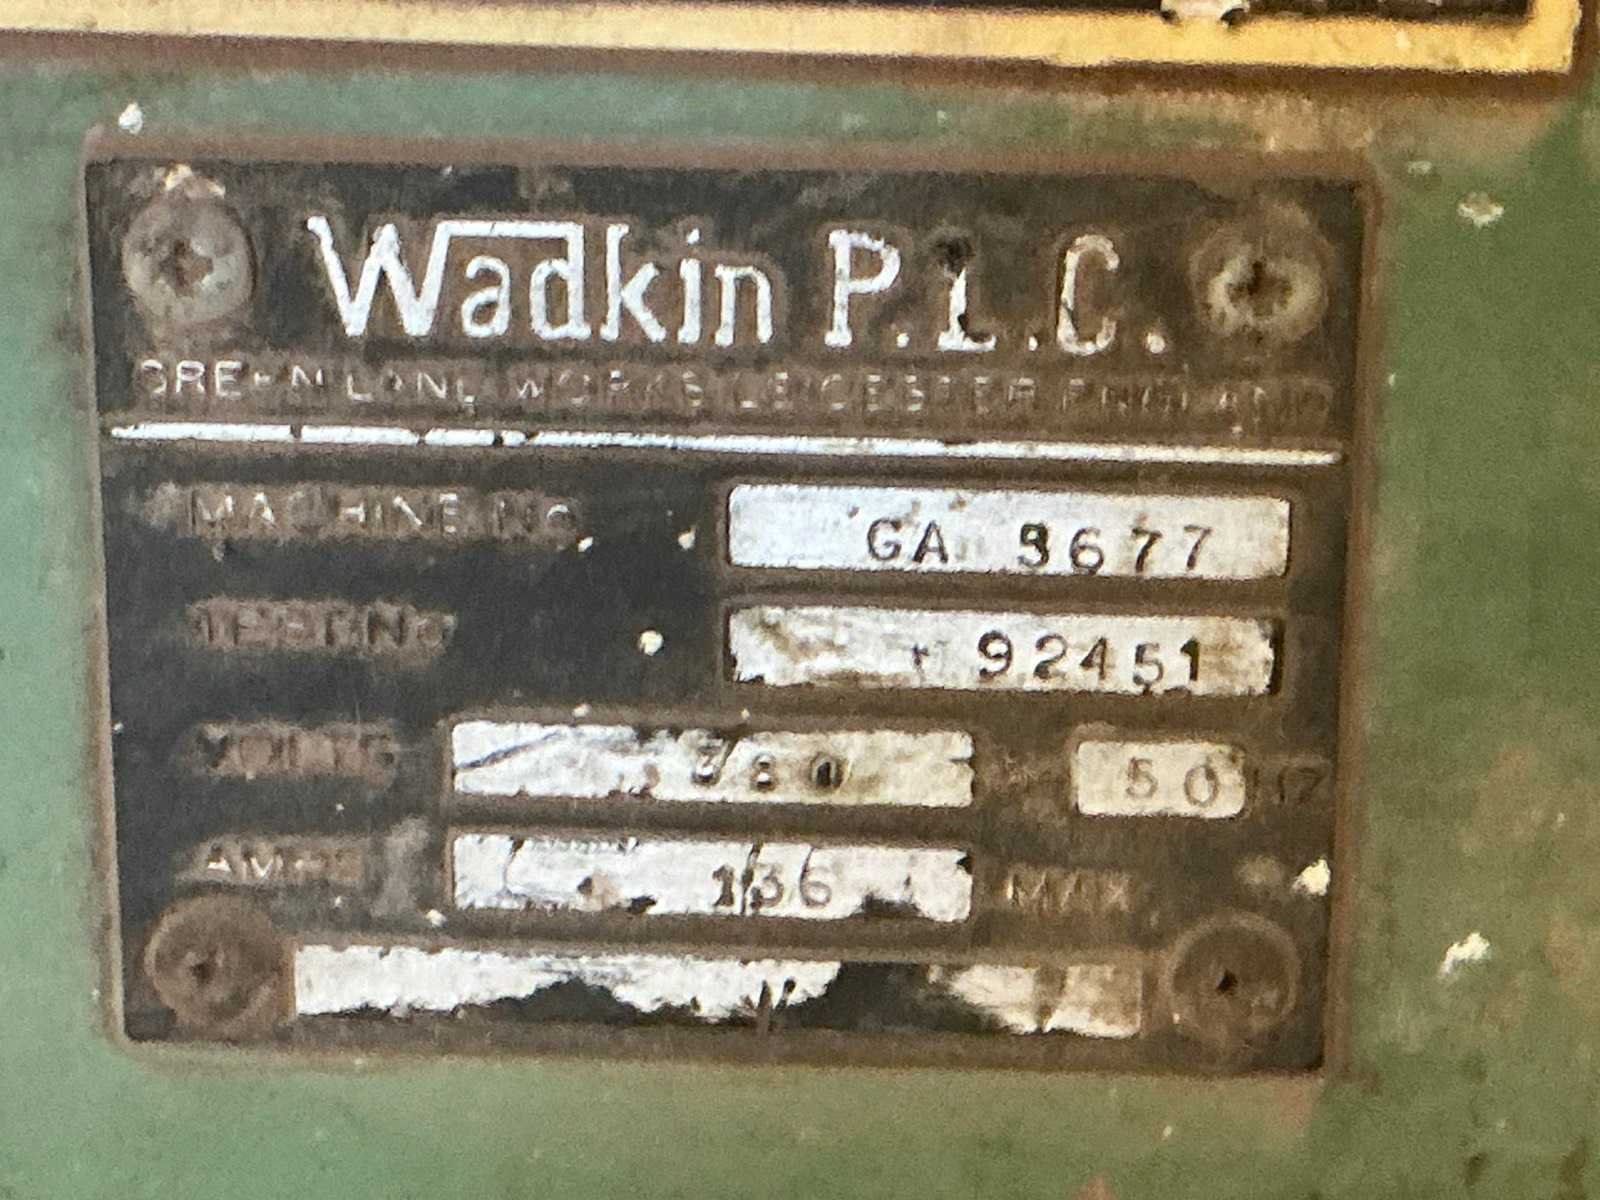 Wadkin P.L.C.
GREEN LANE WORKS LEICESTER ENGLAND
MACHINE NO GA 3677
TEST NO 92451
VOLTS 380 50 HZ
AMPS 136 MAX